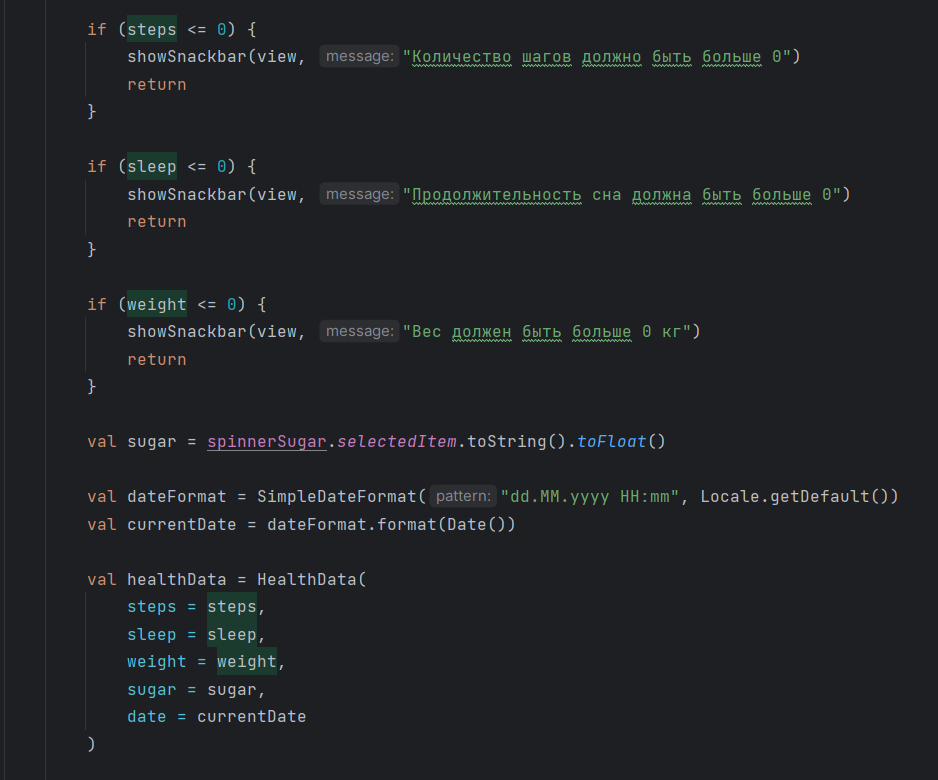 if (steps <= 0) {
showSnackbar(view, message: "Количество шагов должно быть больше 0")
return
}
if (sleep <= 0) {
showSnackbar(view, message: "Продолжительность сна должна быть больше 0")
return
}
if (weight <= 0) {
showSnackbar(view, message: "Вес должен быть больше 0 кг")
return
}
val sugar = spinnerSugar.selectedItem.toString().toFloat()
val dateFormat = SimpleDateFormat( pattern: "dd.MM.yyyy HH:mm", Locale.getDefault())
val currentDate = dateFormat.format(Date())
val healthData = HealthData(
steps = steps,
sleep = sleep,
weight = weight,
sugar = sugar,
date = currentDate
)